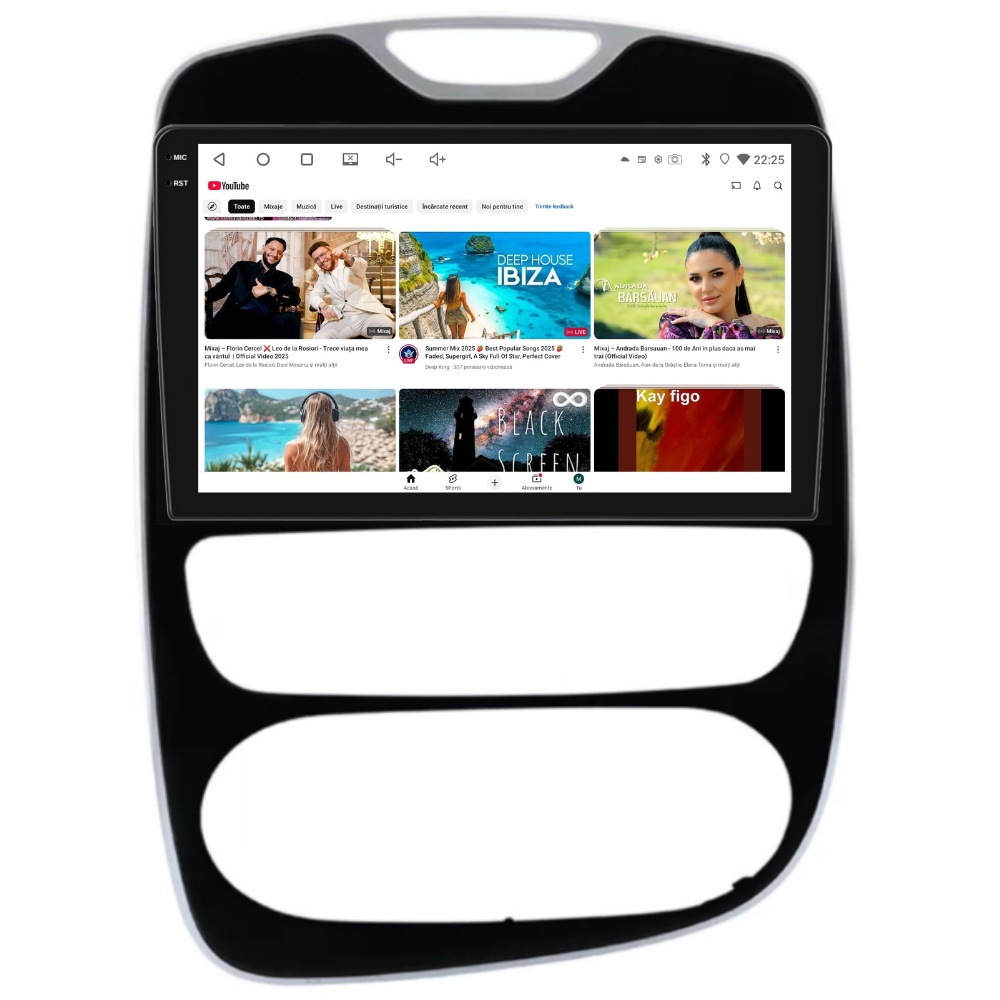 MIC
22:25
RST
YouTube
Toate Mixaje Muzică Live Destinații turistice Încărcate recent Noi pentru tine Trimite feedback
DEEP HOUSE
IBIZA
BARSĂUAN
Mixaj
LIVE
Mixaj
Mixaj – Florin Cercel ❌ Leo de la Rosiori - Trece viața mea
ca vântul | Official Video 2025
Florin Cercel, Leo de la Rosiori, Dani Mocanu și mulți alții
Summer Mix 2025 🍓 Best Popular Songs 2025 🍓
Faded, Supergirl, A Sky Full Of Star, Perfect Cover
Deep King · 207 persoane vizionează
Mixaj – Andrada Barsauan - 100 de Ani in plus daca as mai
trai (Official Video)
Andrada Bârsăuan, Alex de la Orăștie, Elena Toma și mulți alții
BLACK
SCREEN
Kay figo
Acasă Shorts + Abonamente M Tu